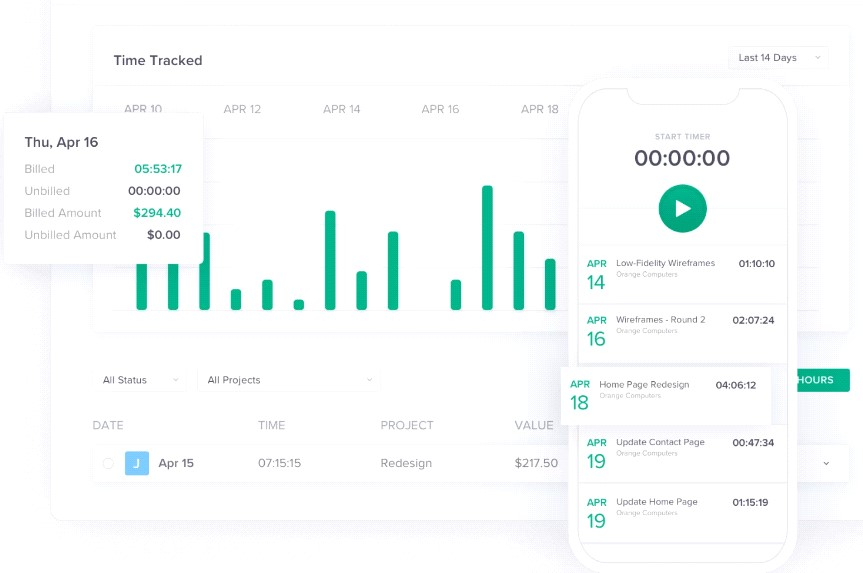 Time Tracked
Last 14 Days
APR 10
APR 12
APR 14
APR 16
APR 18
Thu, Apr 16
Billed 05:53:17
Unbilled 00:00:00
Billed Amount $294.40
Unbilled Amount $0.00
START TIMER
00:00:00
APR 14 Low-Fidelity Wireframes 01:10:10
Orange Computers
APR 16 Wireframes - Round 2 02:07:24
Orange Computers
APR 18 Home Page Redesign 04:06:12
Orange Computers
APR 19 Update Contact Page 00:47:34
Orange Computers
APR 19 Update Home Page 01:15:19
Orange Computers
All Status
All Projects
HOURS
DATE TIME PROJECT VALUE
J Apr 15 07:15:15 Redesign $217.50